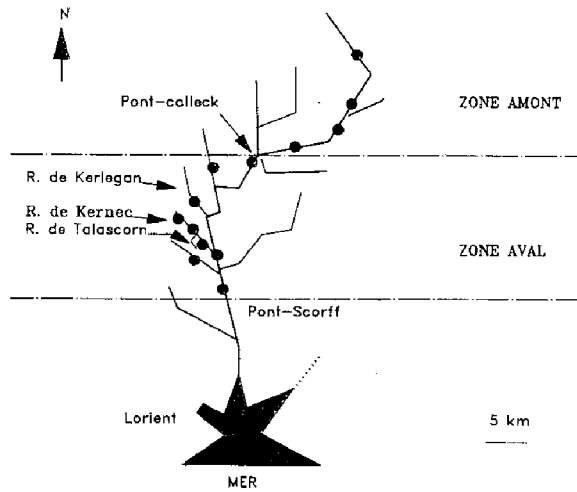 N
Pont-calleck
ZONE AMONT
R. de Kerlegan
R. de Kernec
R. de Talascorn
ZONE AVAL
Pont-Scorff
Lorient
5 km
MER